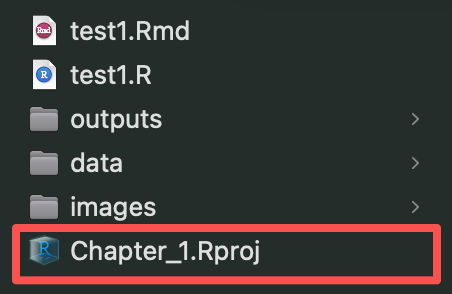 test1.Rmd
test1.R
outputs
data
images
Chapter_1.Rproj